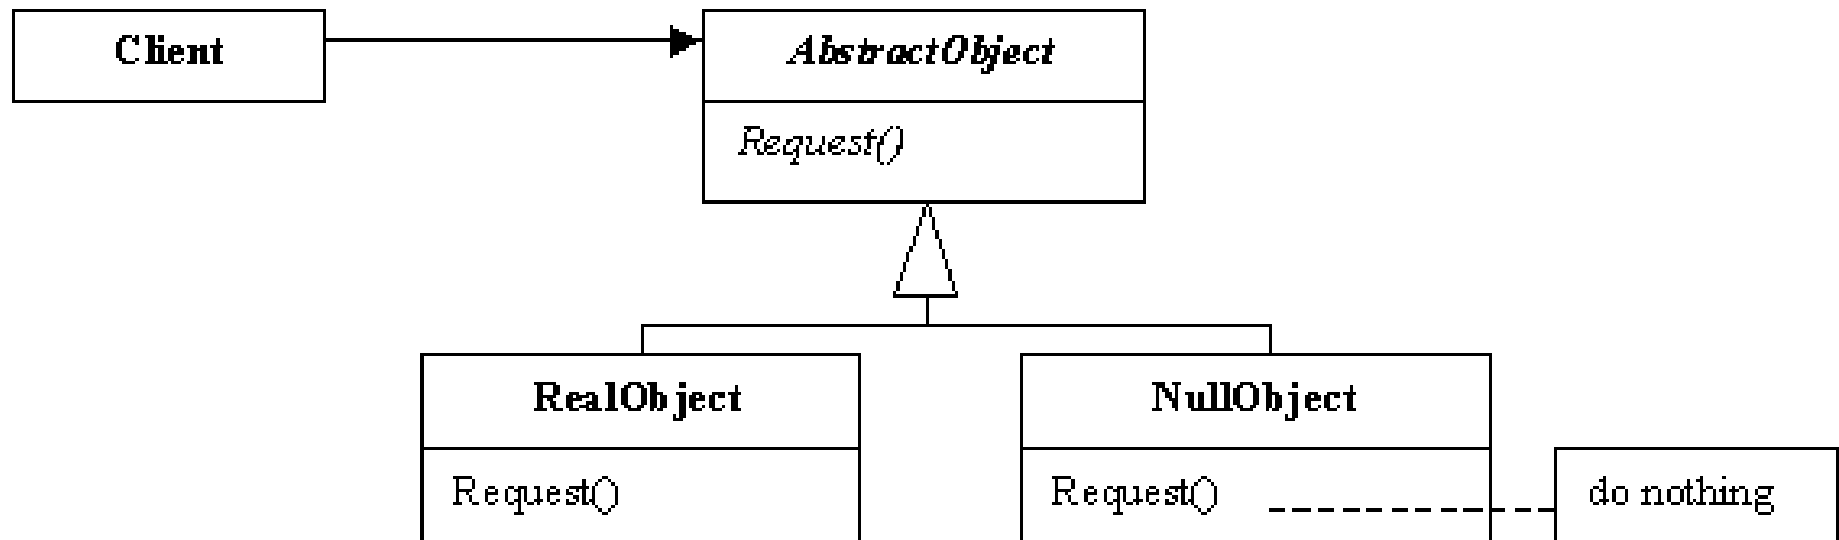 Client
AbstractObject
Request()
RealObject
NullObject
Request()
Request()
do nothing